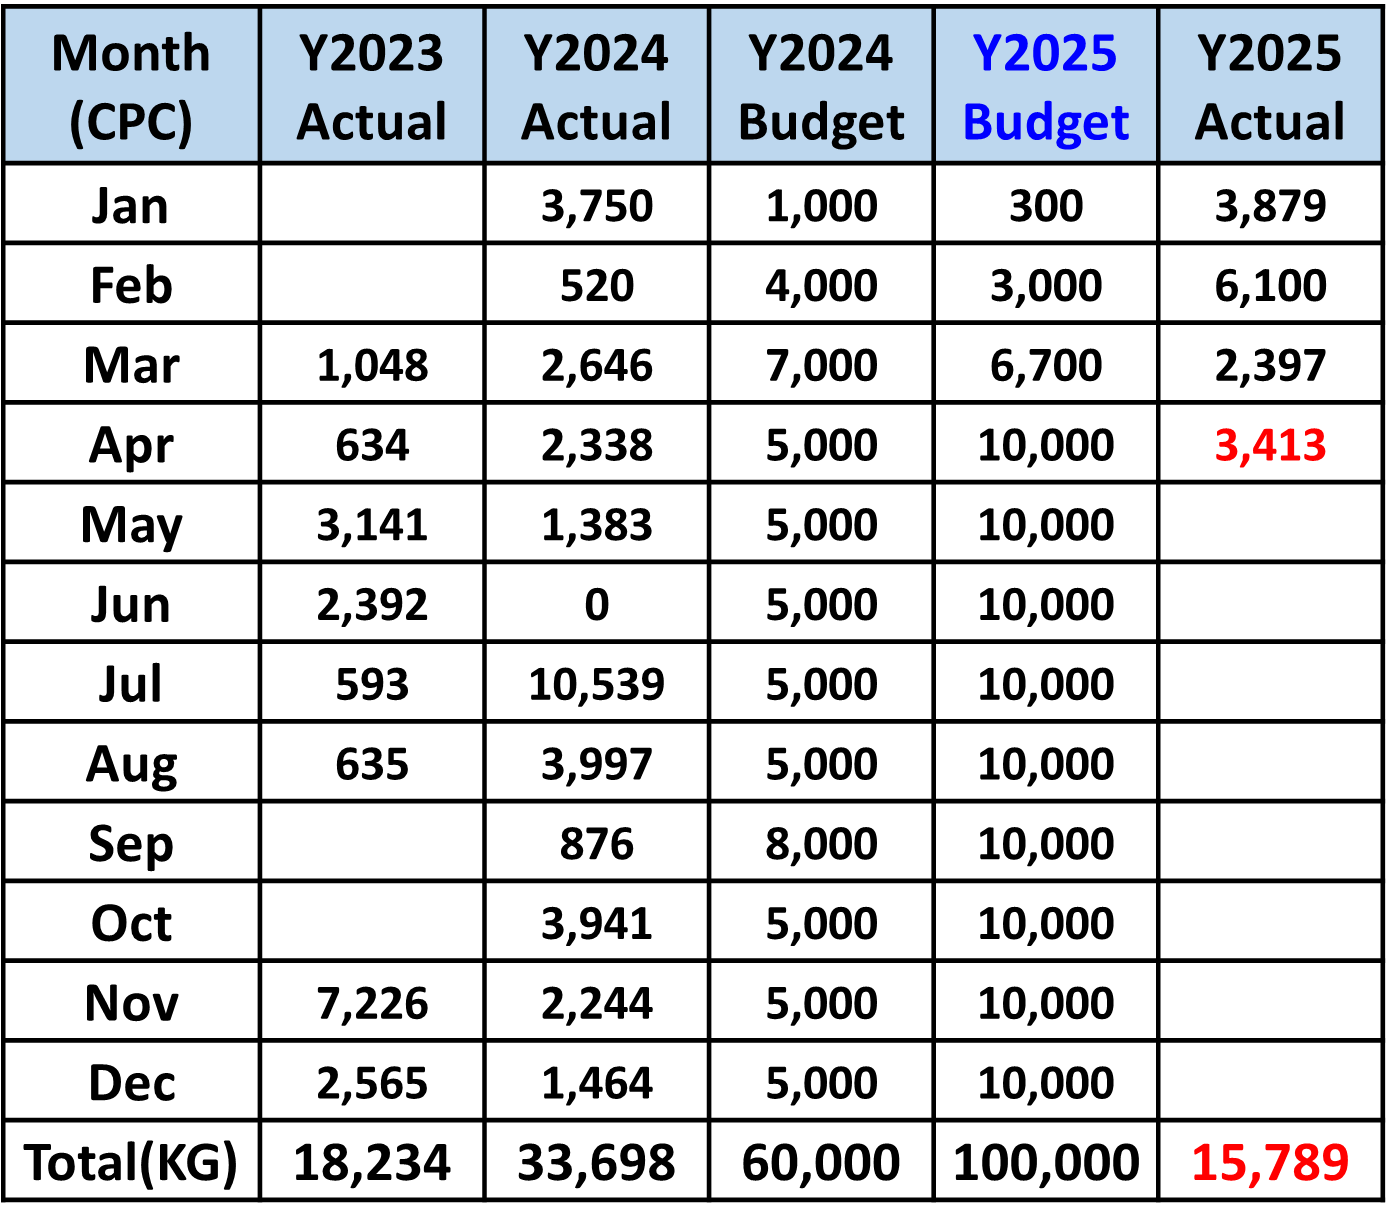 Month (CPC) Y2023 Actual Y2024 Actual Y2024 Budget Y2025 Budget Y2025 Actual
Jan 3,750 1,000 300 3,879
Feb 520 4,000 3,000 6,100
Mar 1,048 2,646 7,000 6,700 2,397
Apr 634 2,338 5,000 10,000 3,413
May 3,141 1,383 5,000 10,000
Jun 2,392 0 5,000 10,000
Jul 593 10,539 5,000 10,000
Aug 635 3,997 5,000 10,000
Sep 876 8,000 10,000
Oct 3,941 5,000 10,000
Nov 7,226 2,244 5,000 10,000
Dec 2,565 1,464 5,000 10,000
Total(KG) 18,234 33,698 60,000 100,000 15,789